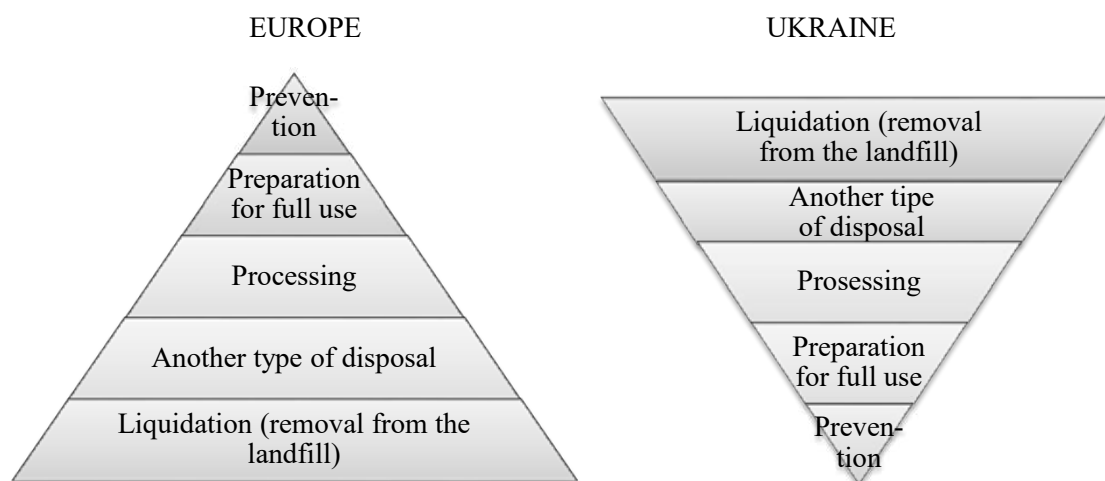 EUROPE
Preven-
tion
Preparation
for full use
Processing
Another type of disposal
Liquidation (removal from the
landfill)
UKRAINE
Liquidation (removal
from the landfill)
Another tipe
of disposal
Prosessing
Preparation
for full use
Preven-
tion